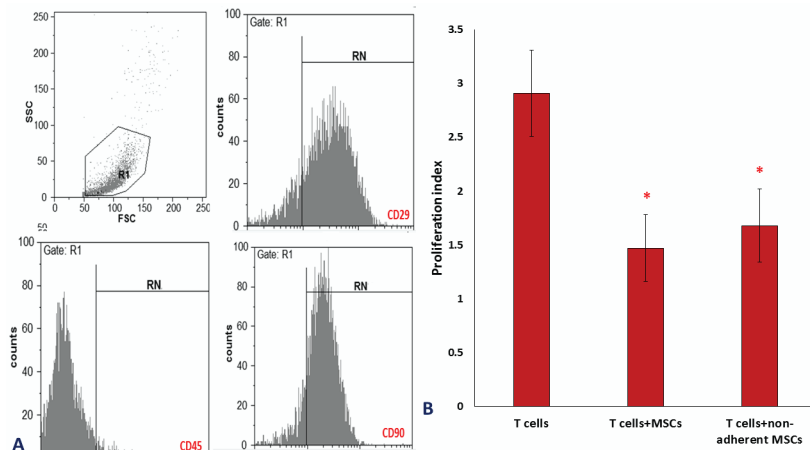 250
200
150
100
50
0
SSC
R1
0
50
100
150
200
250
FSC
Gate: R1
100
80
60
40
20
0
counts
RN
CD29
Gate: R1
100
80
60
40
20
counts
RN
CD45
A
Gate: R1
100
80
60
40
20
0
counts
RN
CD90
B
3.5
3
2.5
2
1.5
1
0.5
0
Proliferation index
*
*
T cells
T cells+MSCs
T cells+non-
adherent MSCs